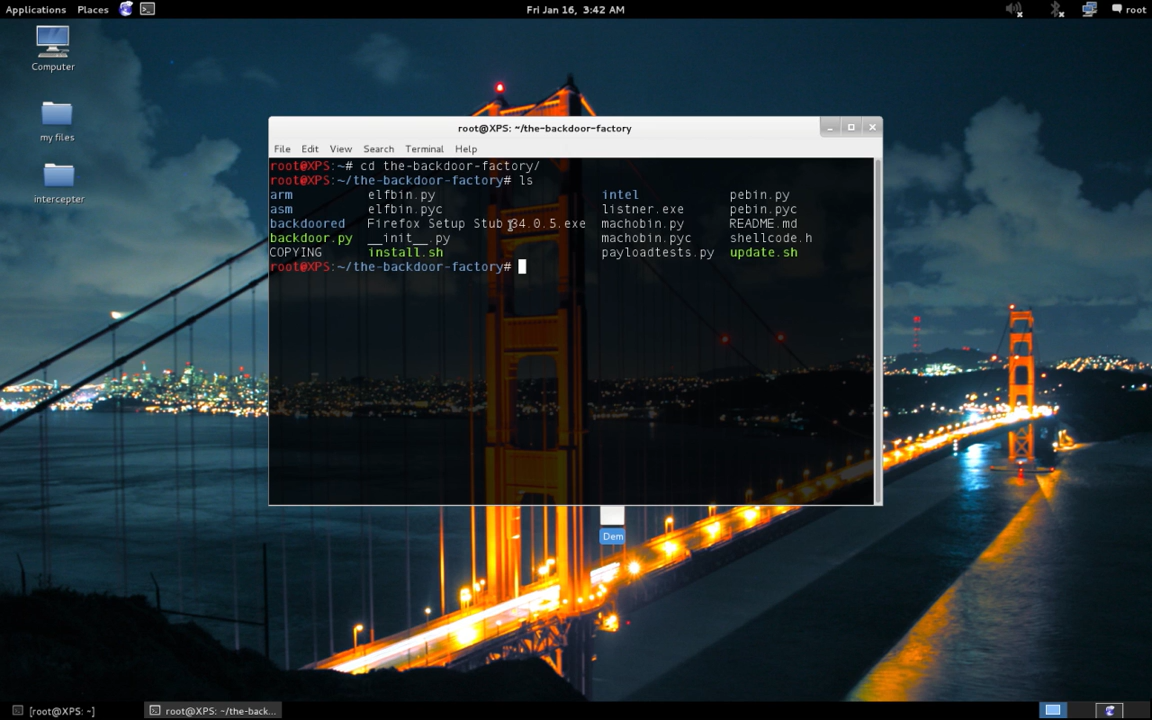 Applications Places Fri Jan 16, 3:42 AM root
Computer
my files
intercepter
root@XPS: ~/the-backdoor-factory
File Edit View Search Terminal Help
root@XPS:~# cd the-backdoor-factory/
root@XPS:~/the-backdoor-factory# ls
arm elfbin.py intel pebin.py
asm elfbin.pyc listner.exe pebin.pyc
backdoored Firefox Setup Stub 34.0.5.exe machobin.py README.md
backdoor.py __init__.py machobin.pyc shellcode.h
COPYING install.sh payloadtests.py update.sh
root@XPS:~/the-backdoor-factory#
Dem
[root@XPS: ~] root@XPS: ~/the-back...